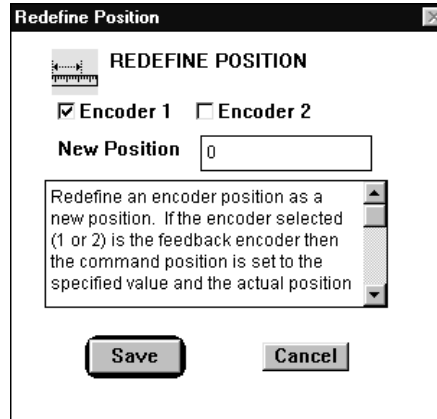 Redefine Position
REDEFINE POSITION
Encoder 1 Encoder 2
New Position 0
Redefine an encoder position as a
new position. If the encoder selected
(1 or 2) is the feedback encoder then
the command position is set to the
specified value and the actual position
Save Cancel